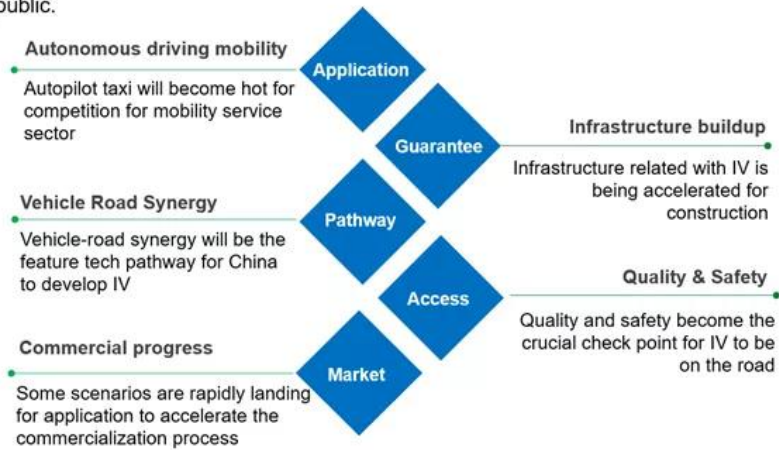 public.
Autonomous driving mobility
Application
Autopilot taxi will become hot for
competition for mobility service
sector
Guarantee
Infrastructure buildup
Infrastructure related with IV is
being accelerated for
construction
Vehicle Road Synergy
Pathway
Vehicle-road synergy will be the
feature tech pathway for China
to develop IV
Access
Quality & Safety
Quality and safety become the
crucial check point for IV to be
on the road
Commercial progress
Market
Some scenarios are rapidly landing
for application to accelerate the
commercialization process